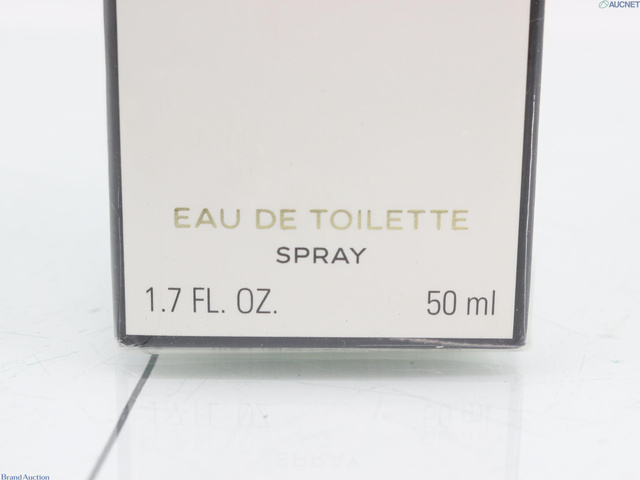 AUCNET
EAU DE TOILETTE
SPRAY
1.7 FL. OZ. 50 ml
Brand Auction